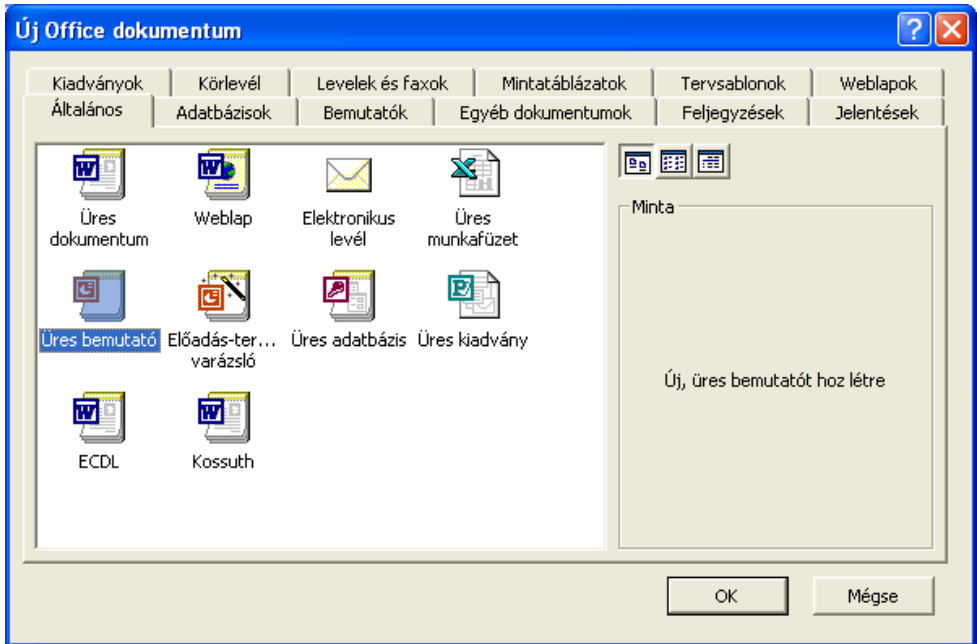 Új Office dokumentum
Kiadványok Körlevél Levelek és faxok Mintatáblázatok Tervsablonok Weblapok
Általános Adatbázisok Bemutatók Egyéb dokumentumok Feljegyzések Jelentések
Üres dokumentum
Weblap
Elektronikus levél
Üres munkafüzet
Üres bemutató
Előadás-ter... varázsló
Üres adatbázis
Üres kiadvány
ECDL
Kossuth
Minta
Új, üres bemutatót hoz létre
OK
Mégse